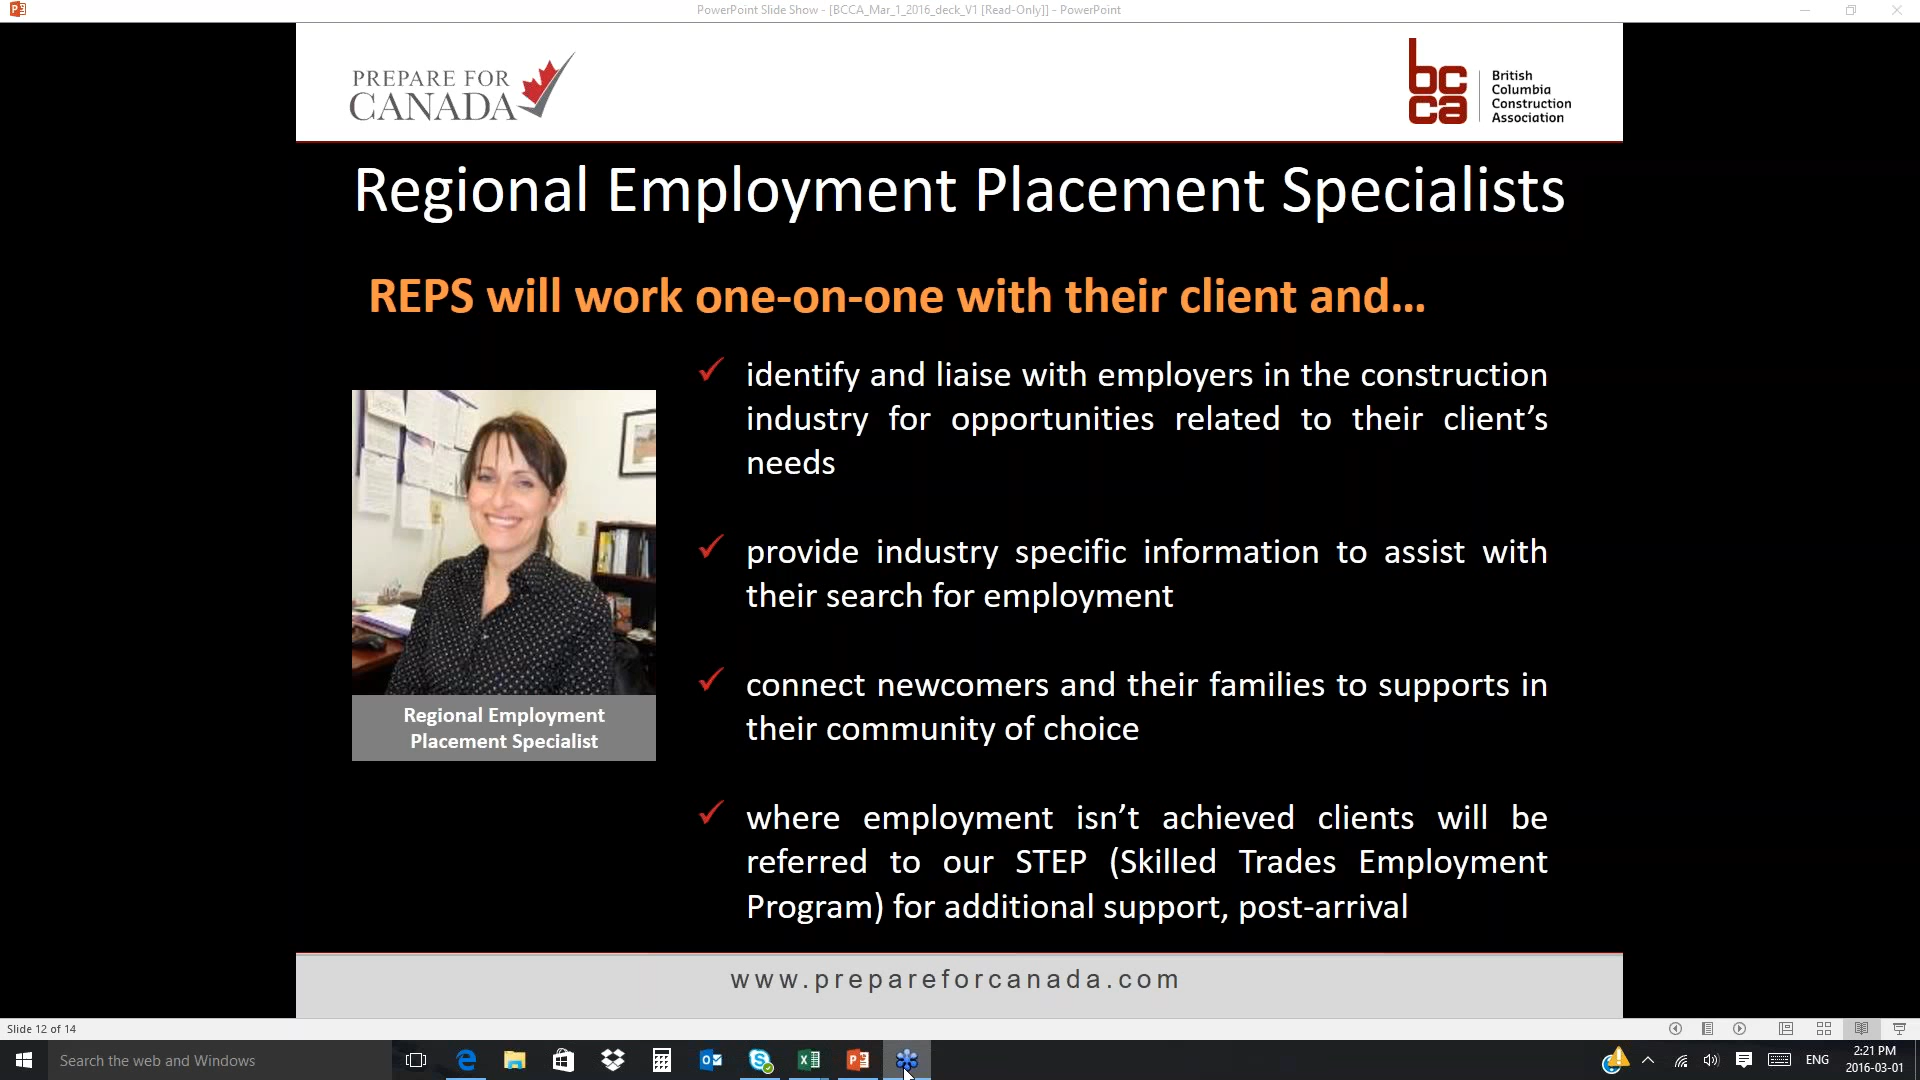 PowerPoint Slide Show - [BCCA_Mar_1_2016_deck_V1 [Read-Only]] - PowerPoint
PREPARE FOR
CANADA
bc
ca
British
Columbia
Construction
Association
Regional Employment Placement Specialists
REPS will work one-on-one with their client and...
identify and liaise with employers in the construction
industry for opportunities related to their client's
needs
provide industry specific information to assist with
their search for employment
connect newcomers and their families to supports in
their community of choice
where employment isn't achieved clients will be
referred to our STEP (Skilled Trades Employment
Program) for additional support, post-arrival
Regional Employment
Placement Specialist
www.prepareforcanada.com
Slide 12 of 14
Search the web and Windows
ENG
2:21 PM
2016-03-01